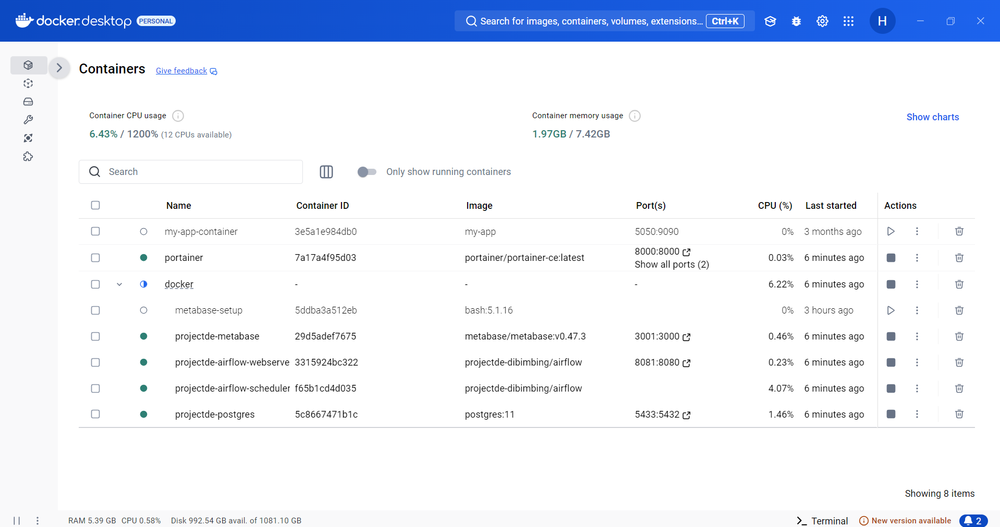 docker.desktop PERSONAL
Search for images, containers, volumes, extensions... Ctrl+K
H
Containers Give feedback
Container CPU usage
6.43% / 1200% (12 CPUs available)
Container memory usage
1.97GB / 7.42GB
Show charts
Search
Only show running containers
Name Container ID Image Port(s) CPU (%) Last started Actions
my-app-container 3e5a1e984db0 my-app 5050:9090 0% 3 months ago
portainer 7a17a4f95d03 portainer/portainer-ce:latest 8000:8000 0.03% 6 minutes ago
Show all ports (2)
docker - - - 6.22% 6 minutes ago
metabase-setup 5ddba3a512eb bash:5.1.16 0% 3 hours ago
projectde-metabase 29d5adef7675 metabase/metabase:v0.47.3 3001:3000 0.46% 6 minutes ago
projectde-airflow-webserve 3315924bc322 projectde-dibimbing/airflow 8081:8080 0.23% 6 minutes ago
projectde-airflow-scheduler f65b1cd4d035 projectde-dibimbing/airflow 4.07% 6 minutes ago
projectde-postgres 5c8667471b1c postgres:11 5433:5432 1.46% 6 minutes ago
Showing 8 items
RAM 5.39 GB CPU 0.58% Disk 992.54 GB avail. of 1081.10 GB
Terminal New version available 2